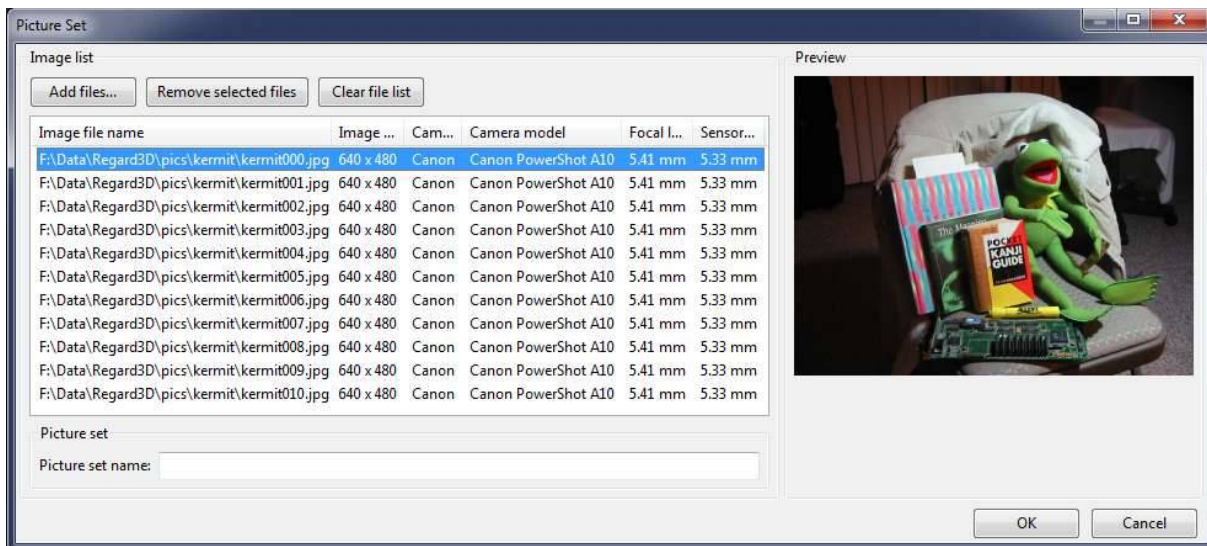 Picture Set
Image list
Add files... Remove selected files Clear file list
Image file name Image ... Cam... Camera model Focal l... Sensor...
F:\Data\Regard3D\pics\kermit\kermit000.jpg 640 x 480 Canon Canon PowerShot A10 5.41 mm 5.33 mm
F:\Data\Regard3D\pics\kermit\kermit001.jpg 640 x 480 Canon Canon PowerShot A10 5.41 mm 5.33 mm
F:\Data\Regard3D\pics\kermit\kermit002.jpg 640 x 480 Canon Canon PowerShot A10 5.41 mm 5.33 mm
F:\Data\Regard3D\pics\kermit\kermit003.jpg 640 x 480 Canon Canon PowerShot A10 5.41 mm 5.33 mm
F:\Data\Regard3D\pics\kermit\kermit004.jpg 640 x 480 Canon Canon PowerShot A10 5.41 mm 5.33 mm
F:\Data\Regard3D\pics\kermit\kermit005.jpg 640 x 480 Canon Canon PowerShot A10 5.41 mm 5.33 mm
F:\Data\Regard3D\pics\kermit\kermit006.jpg 640 x 480 Canon Canon PowerShot A10 5.41 mm 5.33 mm
F:\Data\Regard3D\pics\kermit\kermit007.jpg 640 x 480 Canon Canon PowerShot A10 5.41 mm 5.33 mm
F:\Data\Regard3D\pics\kermit\kermit008.jpg 640 x 480 Canon Canon PowerShot A10 5.41 mm 5.33 mm
F:\Data\Regard3D\pics\kermit\kermit009.jpg 640 x 480 Canon Canon PowerShot A10 5.41 mm 5.33 mm
F:\Data\Regard3D\pics\kermit\kermit010.jpg 640 x 480 Canon Canon PowerShot A10 5.41 mm 5.33 mm
Picture set
Picture set name:
Preview
The
POCKET
KANJI
GUIDE
OK Cancel